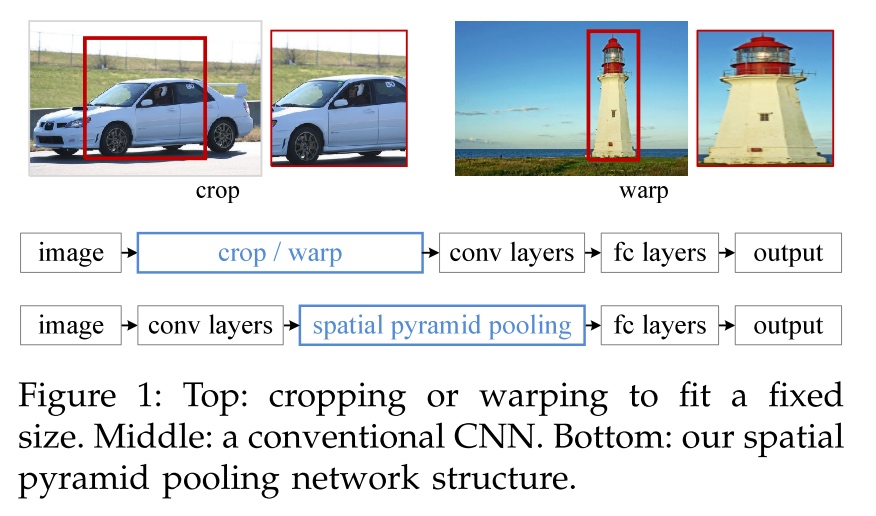 crop
warp
image
crop / warp
conv layers
fc layers
output
image
conv layers
spatial pyramid pooling
fc layers
output
Figure 1: Top: cropping or warping to fit a fixed
size. Middle: a conventional CNN. Bottom: our spatial
pyramid pooling network structure.